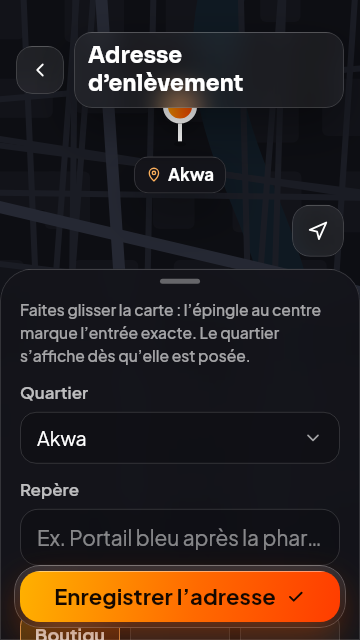 Adresse
d’enlèvement
Akwa
Faites glisser la carte : l’épingle au centre
marque l’entrée exacte. Le quartier
s’affiche dès qu’elle est posée.
Quartier
Akwa
Repère
Ex. Portail bleu après la phar…
Enregistrer l’adresse
Boutiqu